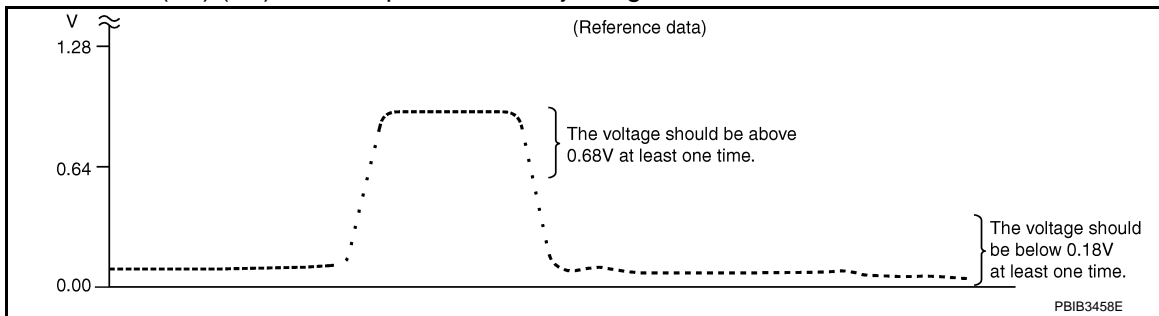 V
(Reference data)
1.28
The voltage should be above
0.68V at least one time.
0.64
The voltage should
be below 0.18V
at least one time.
0.00
PBIB3458E